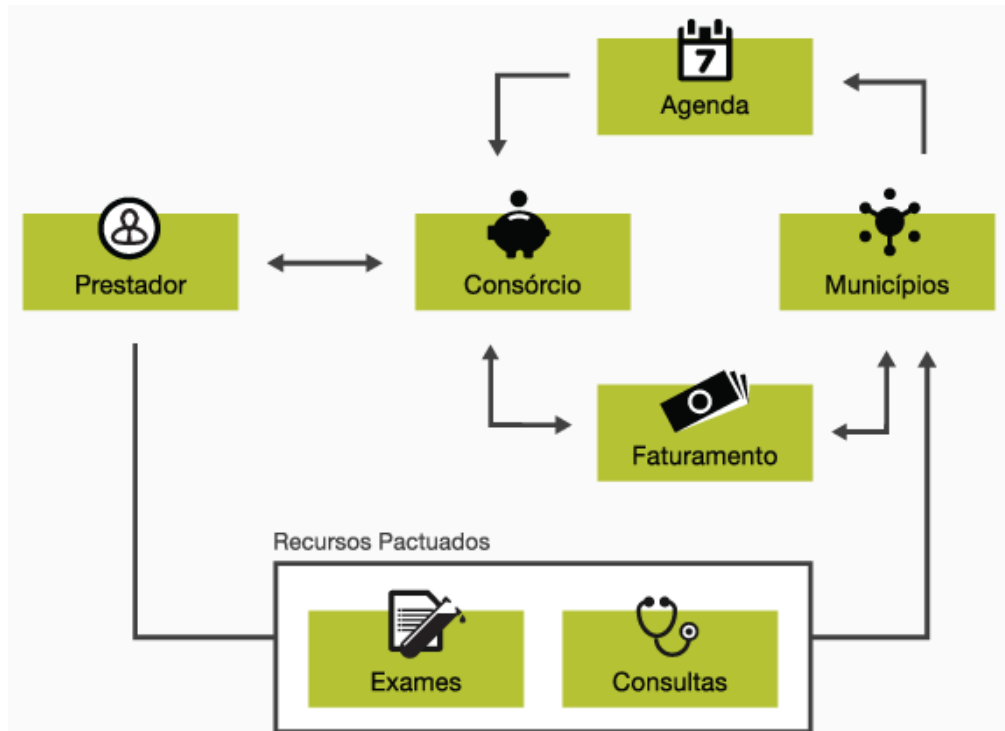 7
Agenda
Prestador
Consórcio
Municípios
Faturamento
Recursos Pactuados
Exames
Consultas